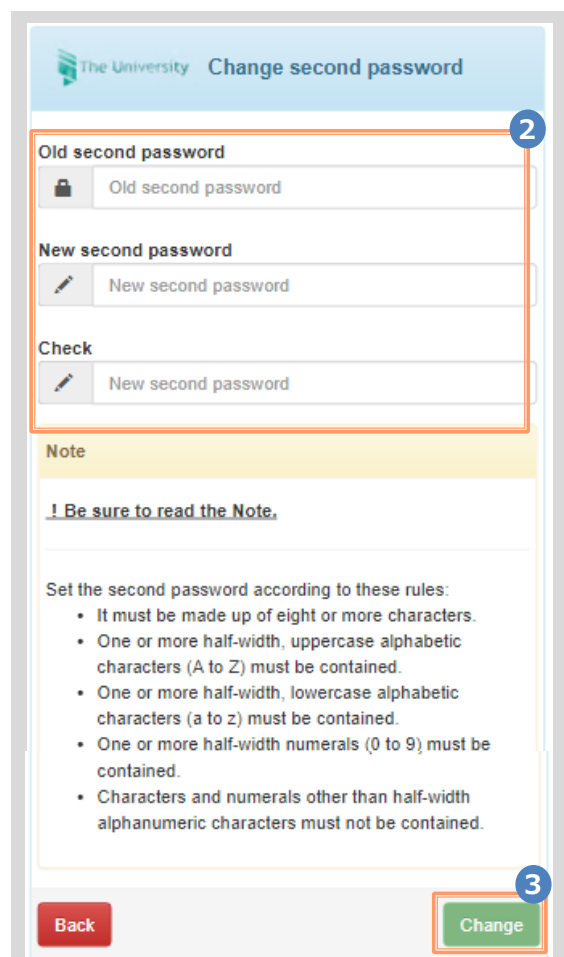 The University Change second password
2
Old second password
Old second password
New second password
New second password
Check
New second password
Note
! Be sure to read the Note.
Set the second password according to these rules:
• It must be made up of eight or more characters.
• One or more half-width, uppercase alphabetic
characters (A to Z) must be contained.
• One or more half-width, lowercase alphabetic
characters (a to z) must be contained.
• One or more half-width numerals (0 to 9) must be
contained.
• Characters and numerals other than half-width
alphanumeric characters must not be contained.
3
Back Change